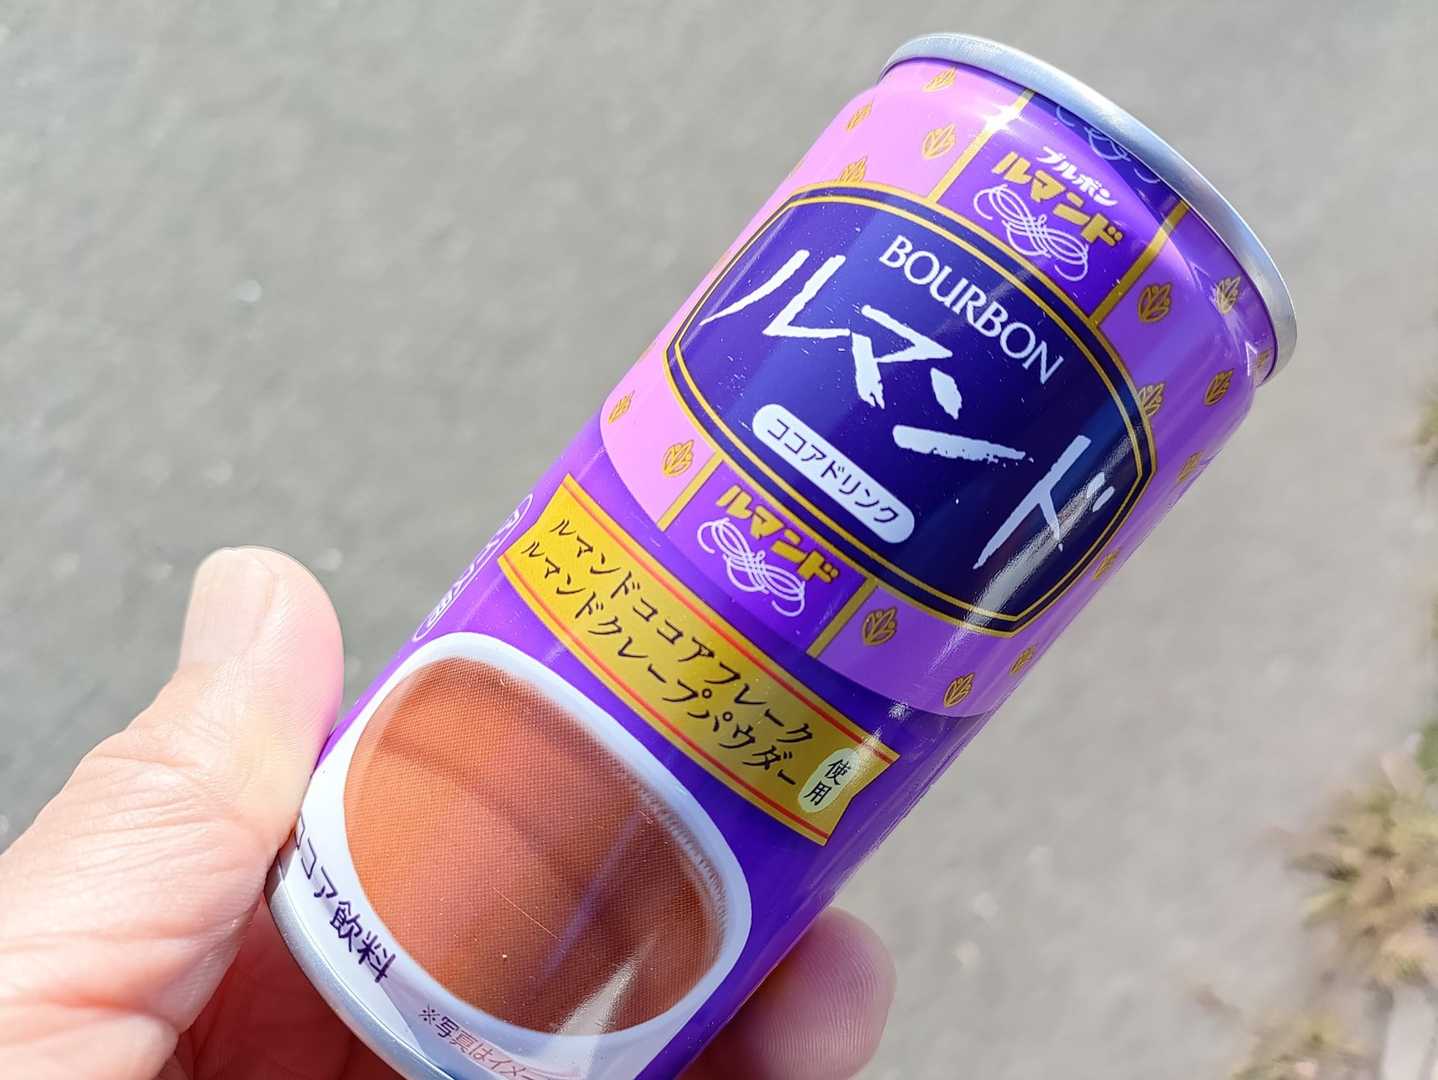 ブルボン
ルマンド
BOURBON
ルマンド
ココアドリンク
ルマンド
ルマンドココアフレーク
ルマンドクレープパウダー
使用
ココア飲料
※写真はイメー